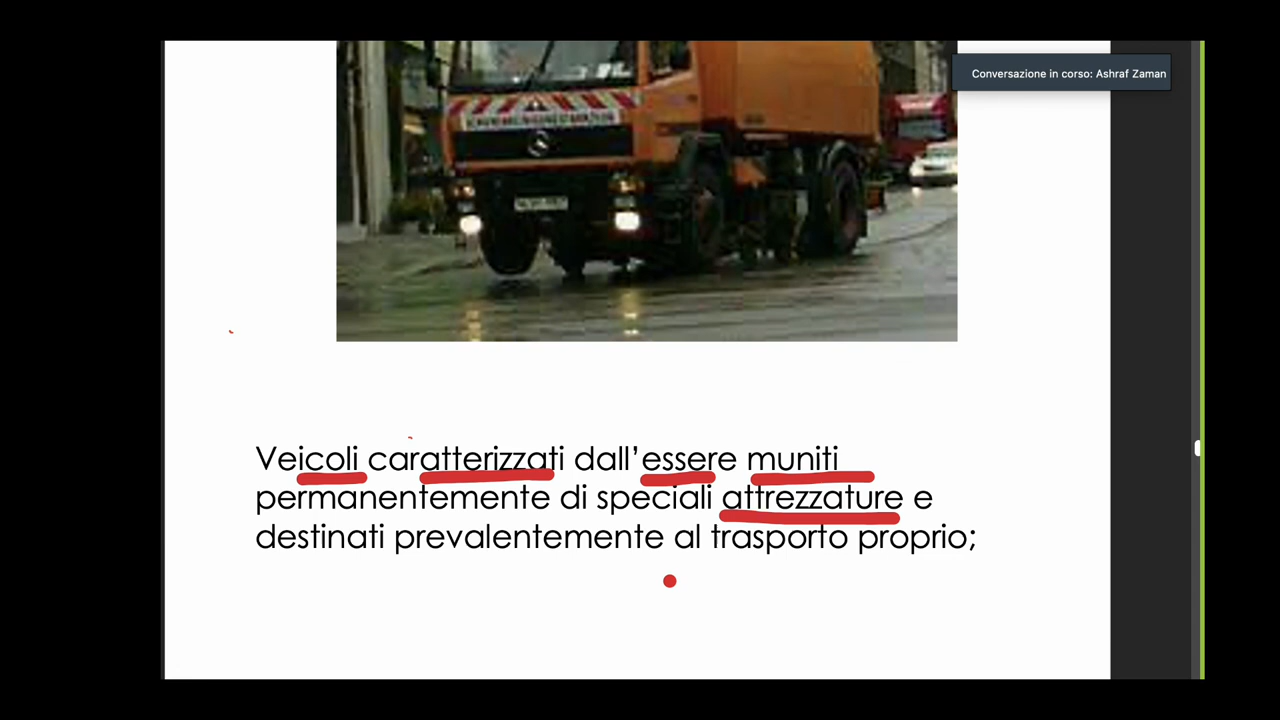 Conversazione in corso: Ashraf Zaman
Veicoli caratterizzati dall’essere muniti
permanentemente di speciali attrezzature e
destinati prevalentemente al trasporto proprio;